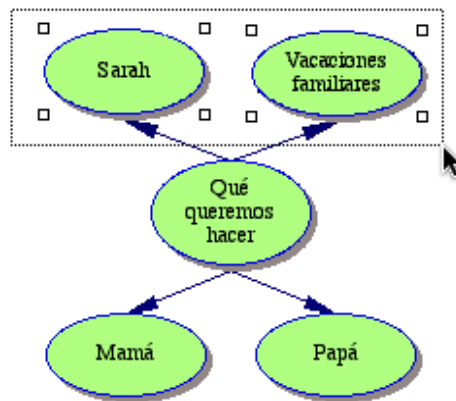 Sarah
Vacaciones
familiares
Qué
queremos
hacer
Mamá
Papá